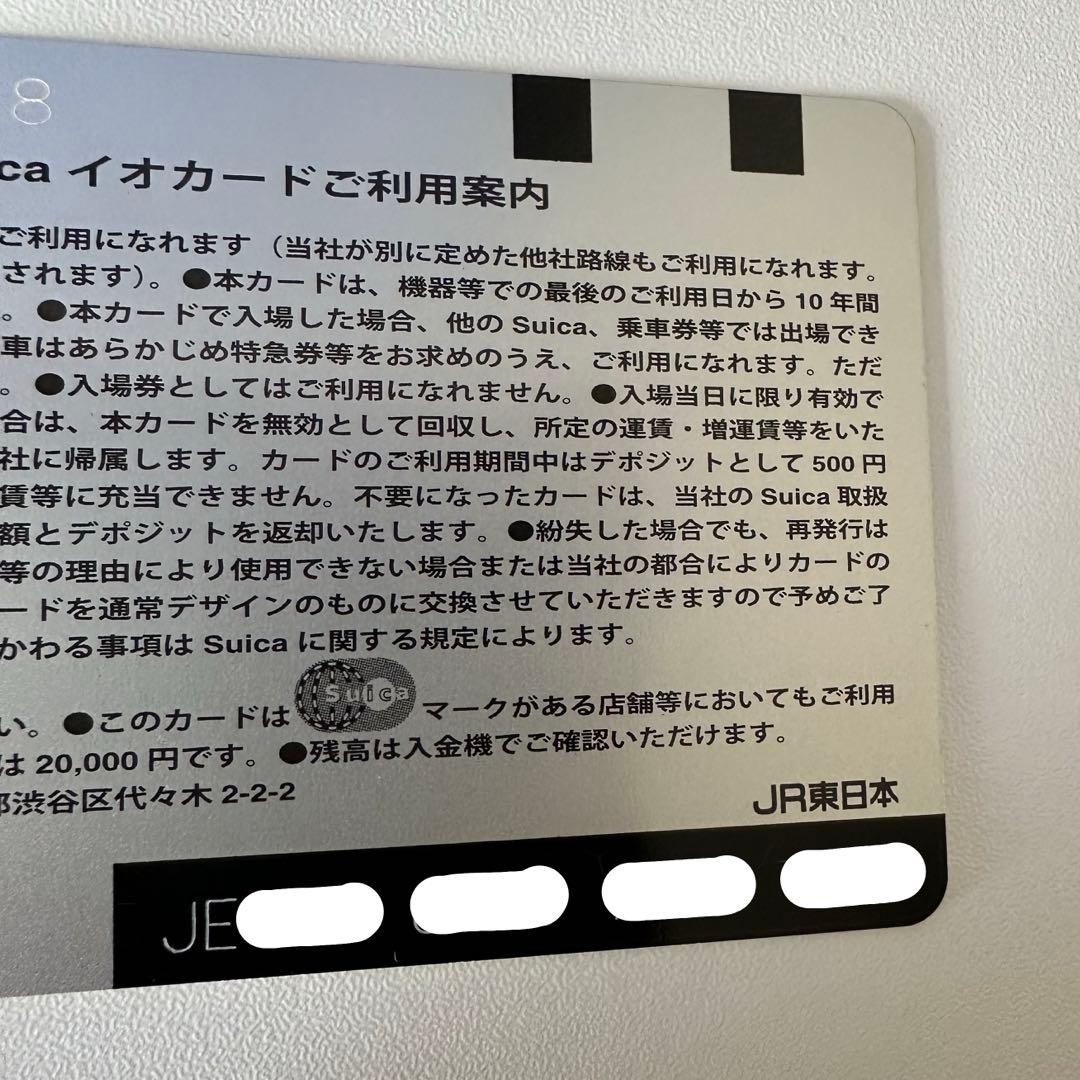 8
ca イオカードご利用案内
ご利用になれます（当社が別に定めた他社路線もご利用になれます。
されます）。●本カードは、機器等での最後のご利用日から 10 年間
。●本カードで入場した場合、他の Suica、乗車券等では出場でき
車はあらかじめ特急券等をお求めのうえ、ご利用になれます。ただ
。●入場券としてはご利用になれません。●入場当日に限り有効で
合は、本カードを無効として回収し、所定の運賃・増運賃等をいた
社に帰属します。カードのご利用期間中はデポジットとして 500 円
賃等に充当できません。不要になったカードは、当社の Suica 取扱
額とデポジットを返却いたします。●紛失した場合でも、再発行は
等の理由により使用できない場合または当社の都合によりカードの
ードを通常デザインのものに交換させていただきますので予めご了
かわる事項は Suica に関する規定によります。
い。●このカードは Suica マークがある店舗等においてもご利用
は 20,000 円です。●残高は入金機でご確認いただけます。
都渋谷区代々木 2-2-2
JR東日本
JE